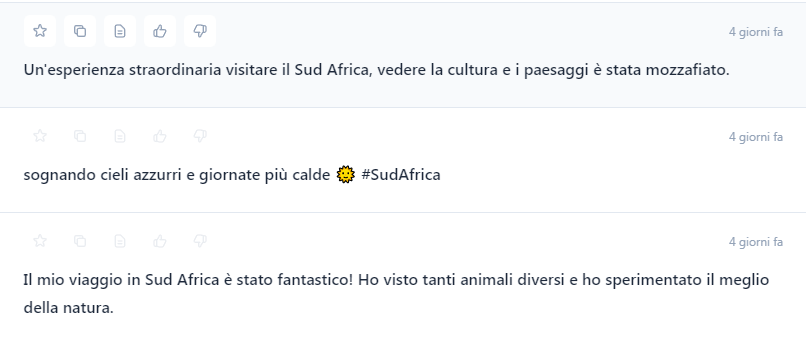 4 giorni fa
Un'esperienza straordinaria visitare il Sud Africa, vedere la cultura e i paesaggi è stata mozzafiato.
4 giorni fa
sognando cieli azzurri e giornate più calde 🌞 #SudAfrica
4 giorni fa
Il mio viaggio in Sud Africa è stato fantastico! Ho visto tanti animali diversi e ho sperimentato il meglio
della natura.